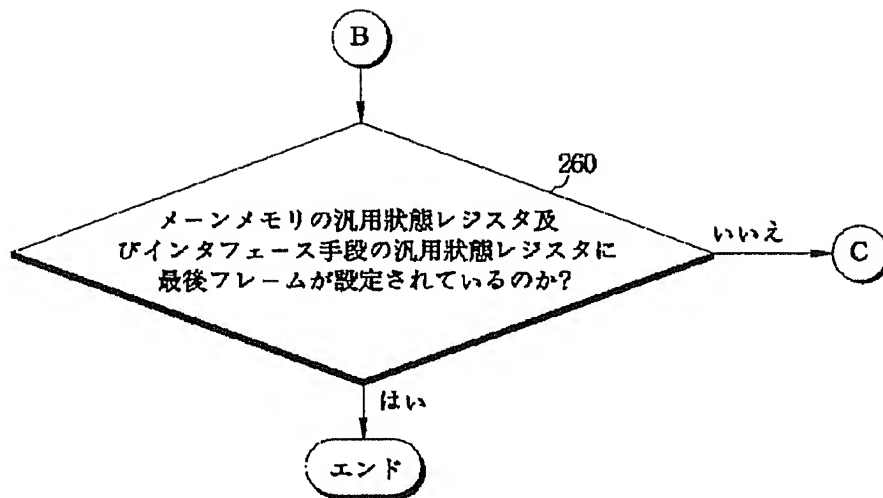 B
260
メーンメモリの汎用狀態レジスタ及
びインタフェース手段の汎用狀態レジスタに
最後フレームが設定されているのか?
いいえ
C
はい
エンド